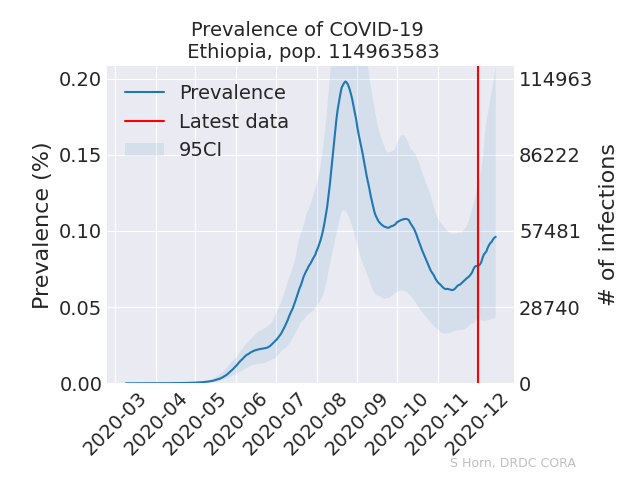 Prevalence of COVID-19
Ethiopia, pop. 114963583
Prevalence
Latest data
95CI
Prevalence (%)
0.20
0.15
0.10
0.05
0.00
114963
86222
57481
28740
0
# of infections
2020-03
2020-04
2020-05
2020-06
2020-07
2020-08
2020-09
2020-10
2020-11
2020-12
S Horn, DRDC CORA